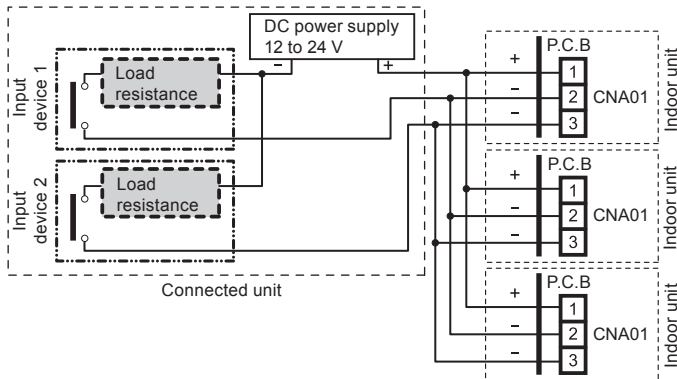 DC power supply
12 to 24 V
−
+
Input
device 1
Load
resistance
Input
device 2
Load
resistance
Connected unit
P.C.B
+
−
−
1
2
3
CNA01
Indoor unit
P.C.B
+
−
−
1
2
3
CNA01
Indoor unit
P.C.B
+
−
−
1
2
3
CNA01
Indoor unit